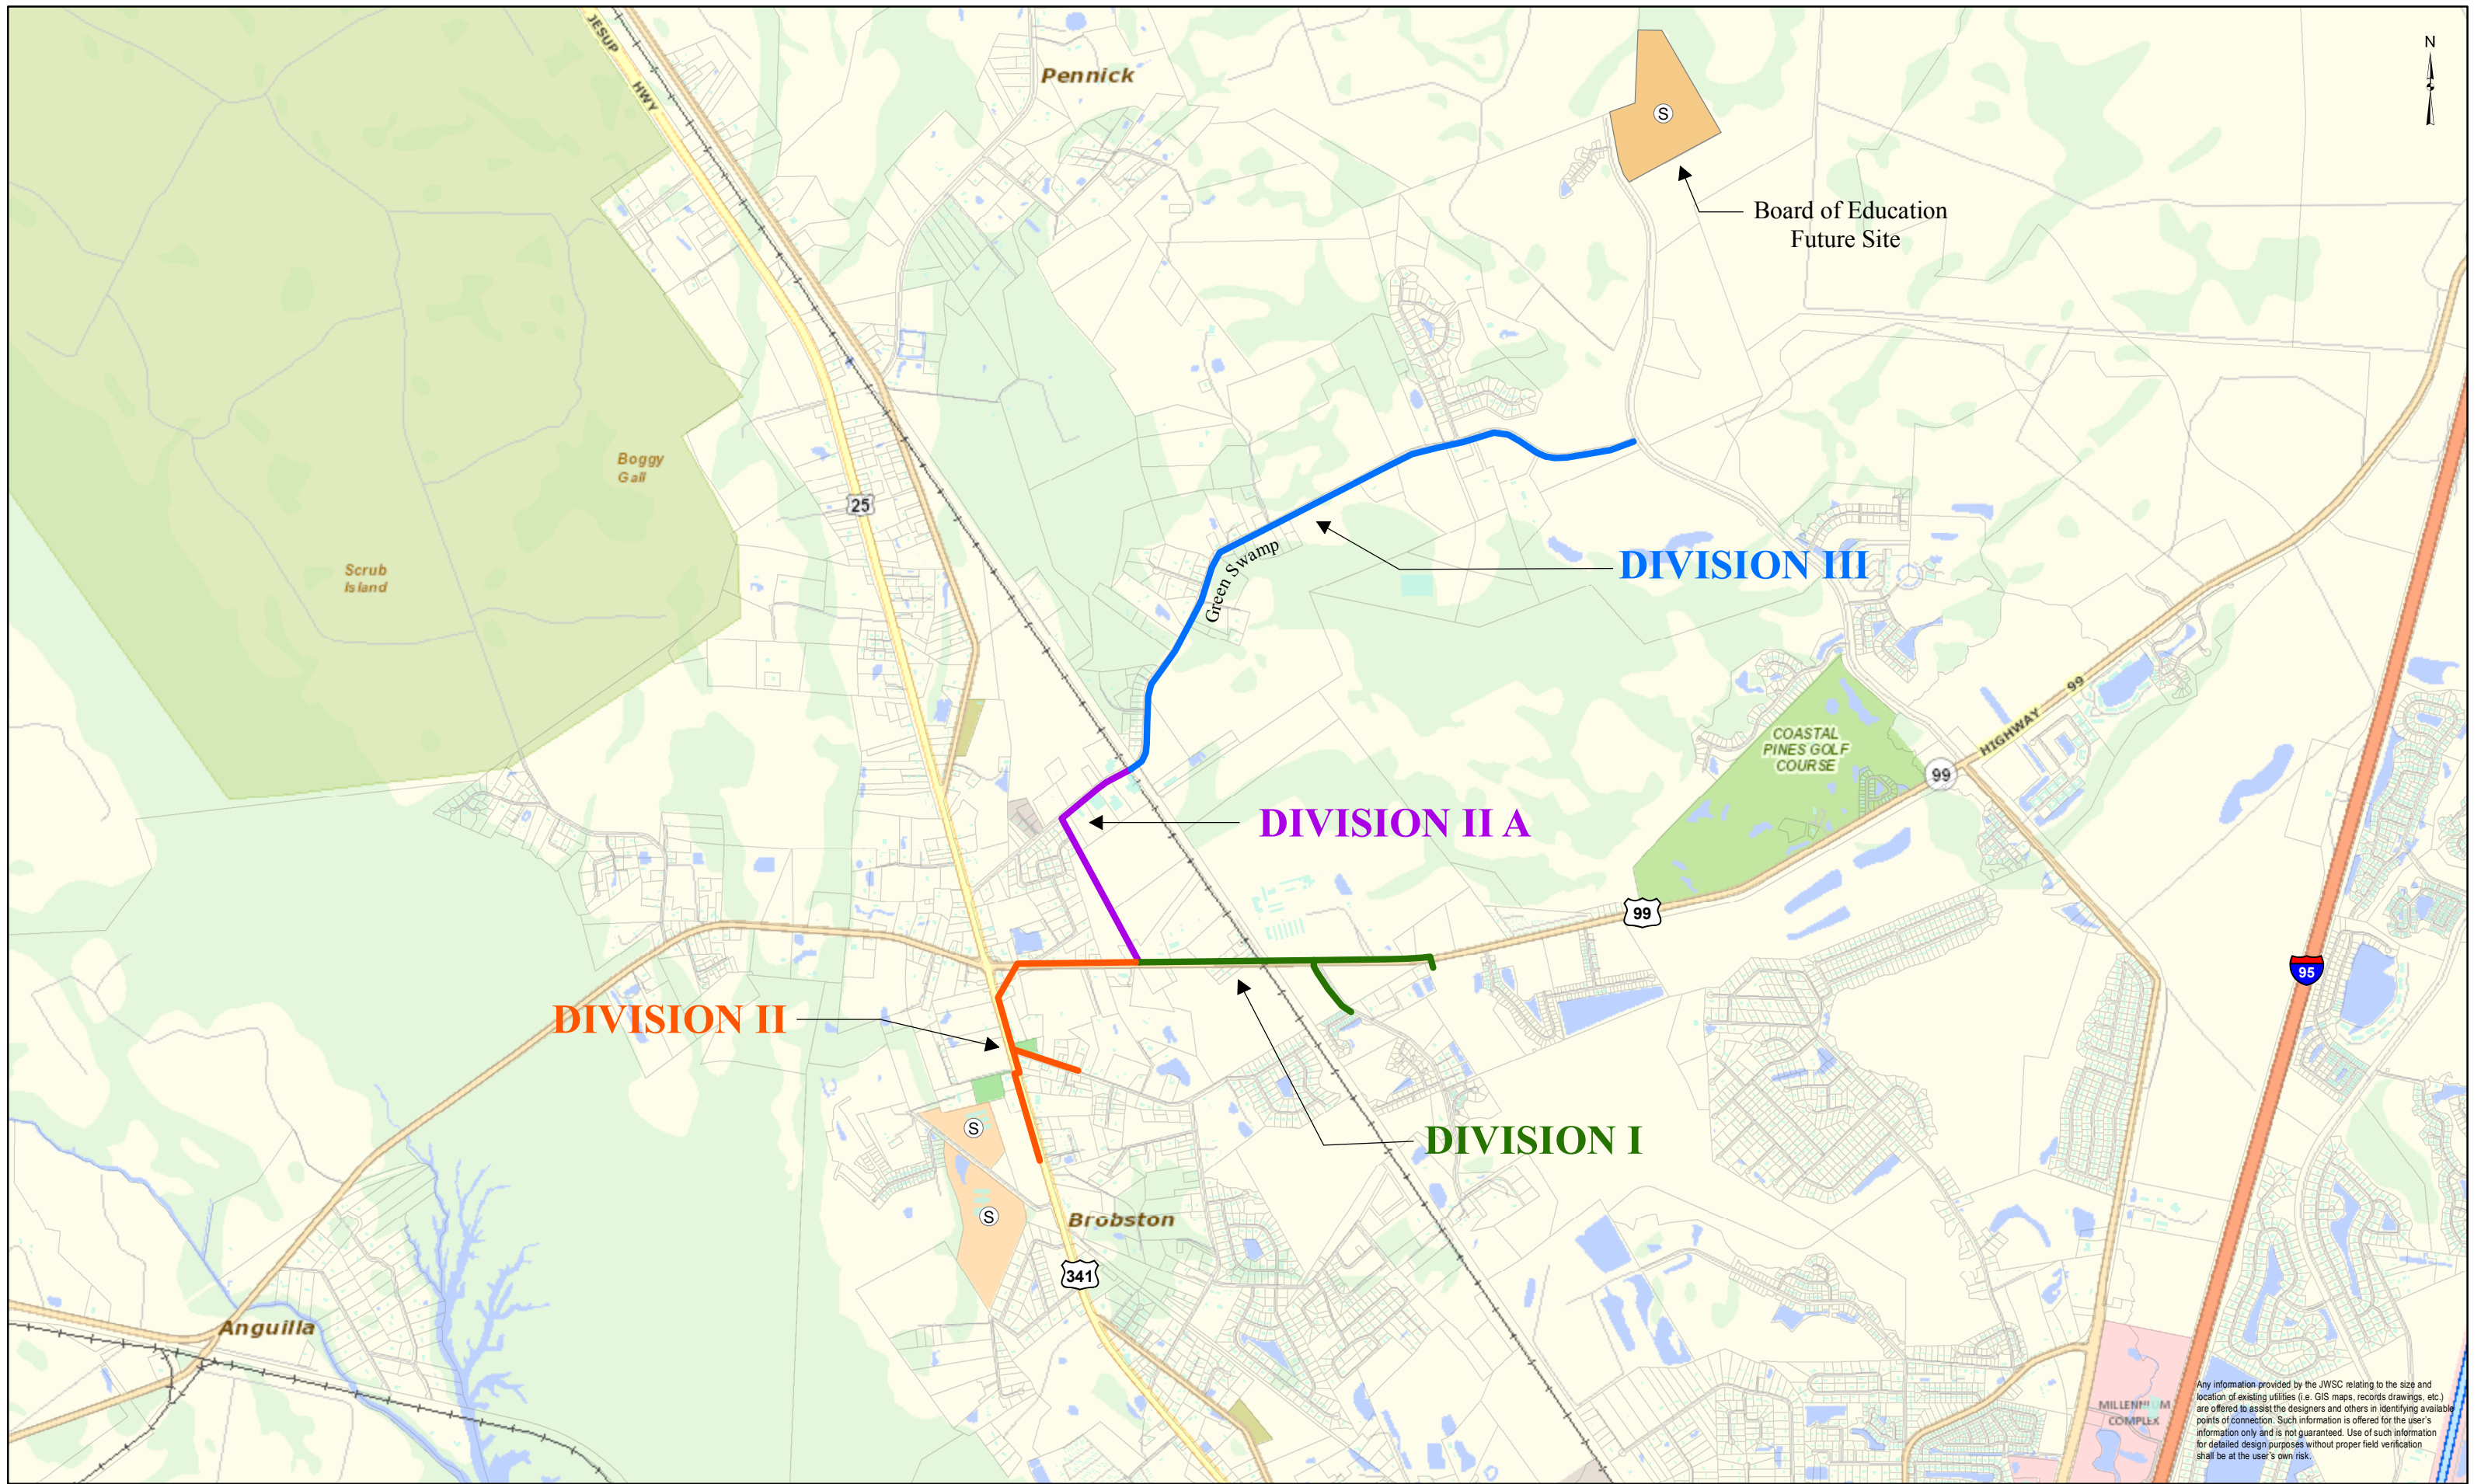 JESUP
HWY
Pennick
N
S
Board of Education
Future Site
Boggy
Gall
25
Scrub
Island
Green Swamp
DIVISION III
COASTAL
PINES GOLF
COURSE
HIGHWAY 99
99
DIVISION II A
99
95
DIVISION II
DIVISION I
S
S
Brobston
341
Anguilla
MILLENNIUM
COMPLEX
Any information provided by the JWSC relating to the size and
location of existing utilities (i.e. GIS maps, records drawings, etc.)
are offered to assist the designers and others in identifying available
points of connection. Such information is offered for the user's
information only and is not guaranteed. Use of such information
for detailed design purposes without proper field verification
shall be at the user's own risk.